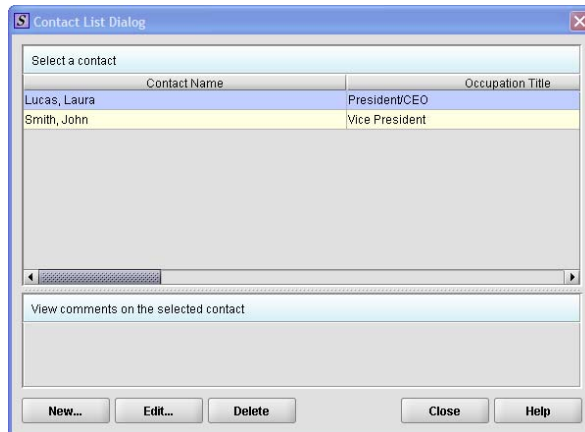 S Contact List Dialog
Select a contact
Contact Name Occupation Title
Lucas, Laura President/CEO
Smith, John Vice President
View comments on the selected contact
New... Edit... Delete Close Help